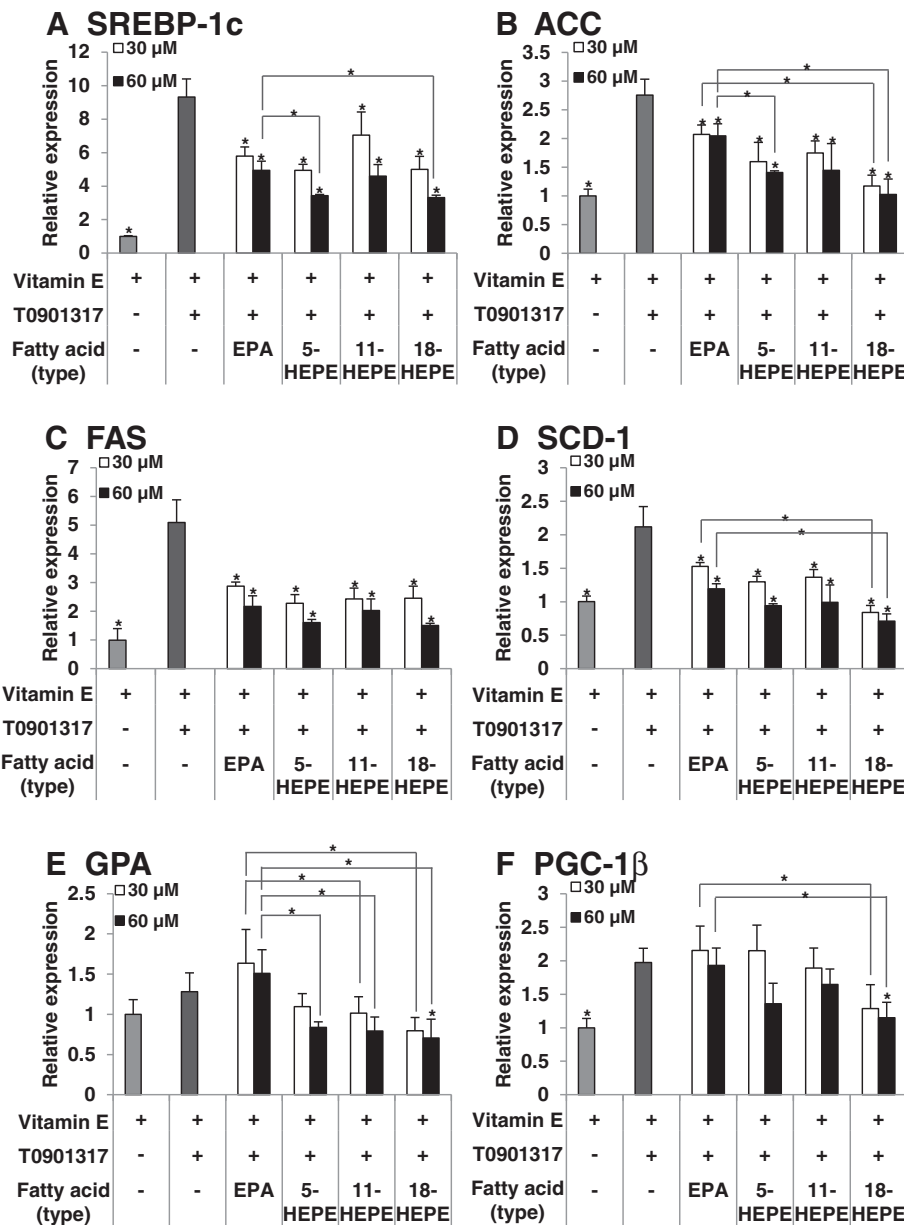 A SREBP-1c
30 µM
60 µM
Relative expression
12
10
8
6
4
2
0
* * * * * * * * * * *
Vitamin E + + + + + +
T0901317 - + + + + +
Fatty acid (type) - - EPA 5-HEPE 11-HEPE 18-HEPE
B ACC
30 µM
60 µM
Relative expression
3.5
3
2.5
2
1.5
1
0.5
0
* * * * * * * * * * * *
Vitamin E + + + + + +
T0901317 - + + + + +
Fatty acid (type) - - EPA 5-HEPE 11-HEPE 18-HEPE
C FAS
30 µM
60 µM
Relative expression
7
6
5
4
3
2
1
0
* * * * * * * * *
Vitamin E + + + + + +
T0901317 - + + + + +
Fatty acid (type) - - EPA 5-HEPE 11-HEPE 18-HEPE
D SCD-1
30 µM
60 µM
Relative expression
3
2.5
2
1.5
1
0.5
0
* * * * * * * * * * *
Vitamin E + + + + + +
T0901317 - + + + + +
Fatty acid (type) - - EPA 5-HEPE 11-HEPE 18-HEPE
E GPA
30 µM
60 µM
Relative expression
2.5
2
1.5
1
0.5
0
* * * * * *
Vitamin E + + + + + +
T0901317 - + + + + +
Fatty acid (type) - - EPA 5-HEPE 11-HEPE 18-HEPE
F PGC-1β
30 µM
60 µM
Relative expression
3
2.5
2
1.5
1
0.5
0
* * * *
Vitamin E + + + + + +
T0901317 - + + + + +
Fatty acid (type) - - EPA 5-HEPE 11-HEPE 18-HEPE